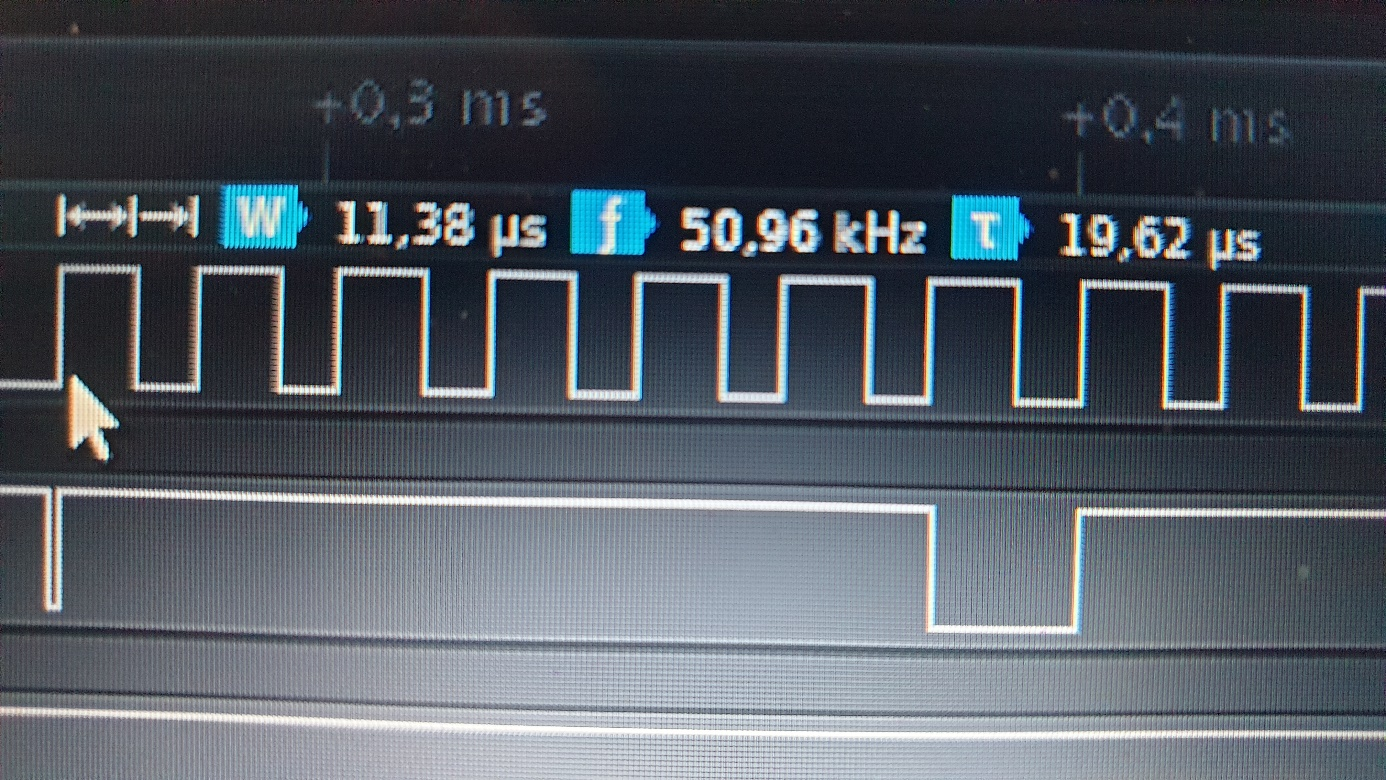 +0,3 ms +0,4 ms
W 11,38 µs f 50,96 kHz T 19,62 µs